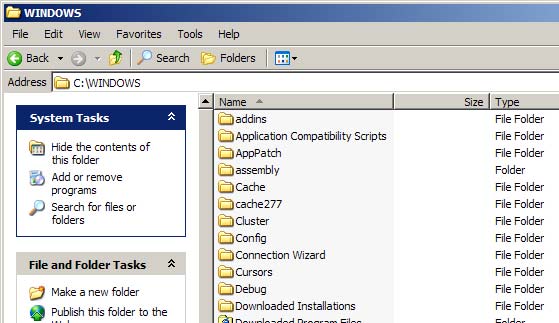 WINDOWS
File Edit View Favorites Tools Help
Back Search Folders
Address C:\WINDOWS
System Tasks
Hide the contents of
this folder
Add or remove
programs
Search for files or
folders
File and Folder Tasks
Make a new folder
Publish this folder to the
Name Size Type
addins File Folder
Application Compatibility Scripts File Folder
AppPatch File Folder
assembly Folder
Cache File Folder
cache277 File Folder
Cluster File Folder
Config File Folder
Connection Wizard File Folder
Cursors File Folder
Debug File Folder
Downloaded Installations File Folder
Downloaded Program Files Folder